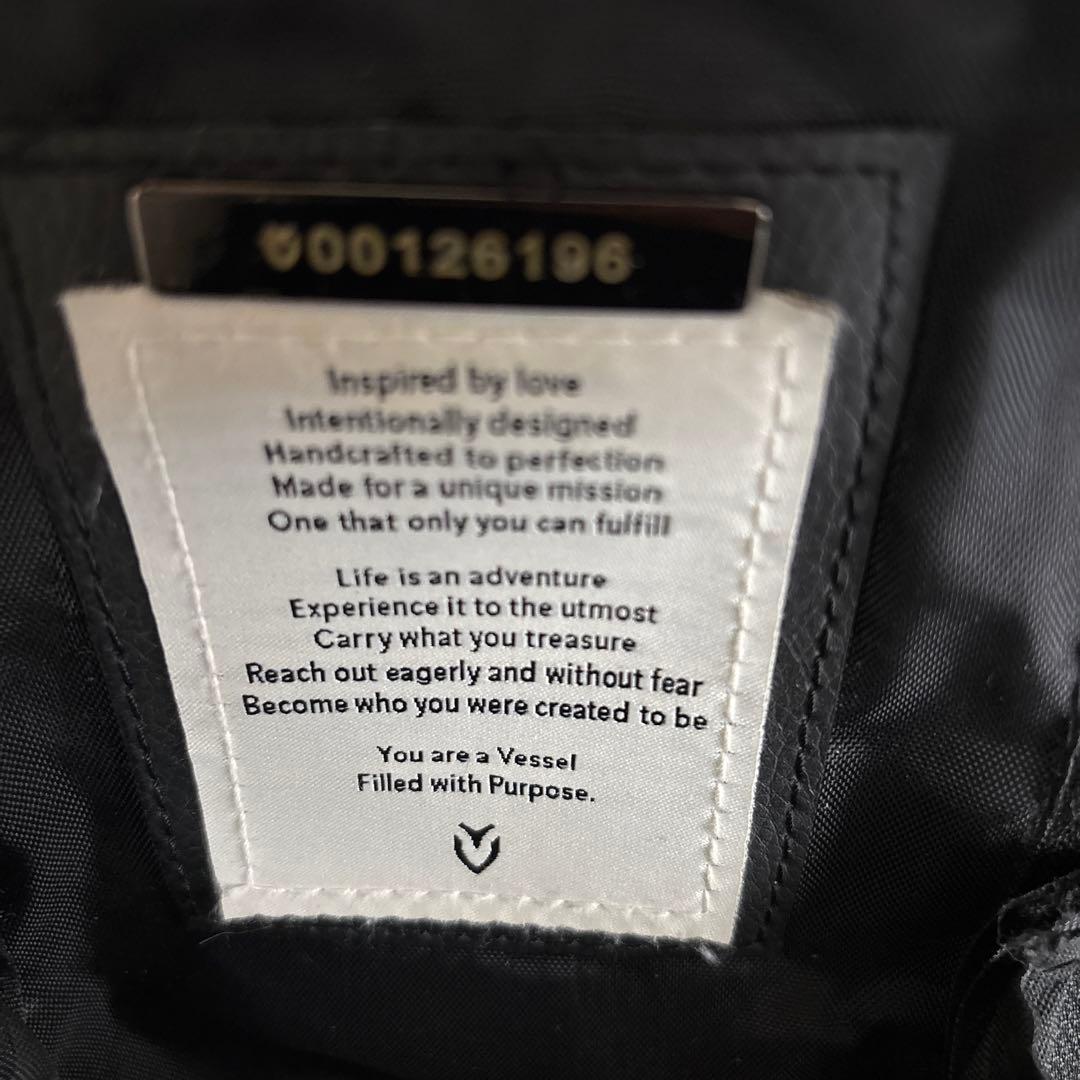 00126196
Inspired by love
Intentionally designed
Handcrafted to perfection
Made for a unique mission
One that only you can fulfill
Life is an adventure
Experience it to the utmost
Carry what you treasure
Reach out eagerly and without fear
Become who you were created to be
You are a Vessel
Filled with Purpose.